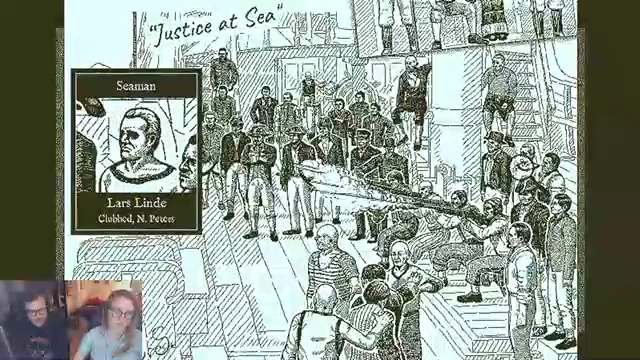 "Justice at Sea"
Seaman
Lars Linde
Clubbed, N. Peters